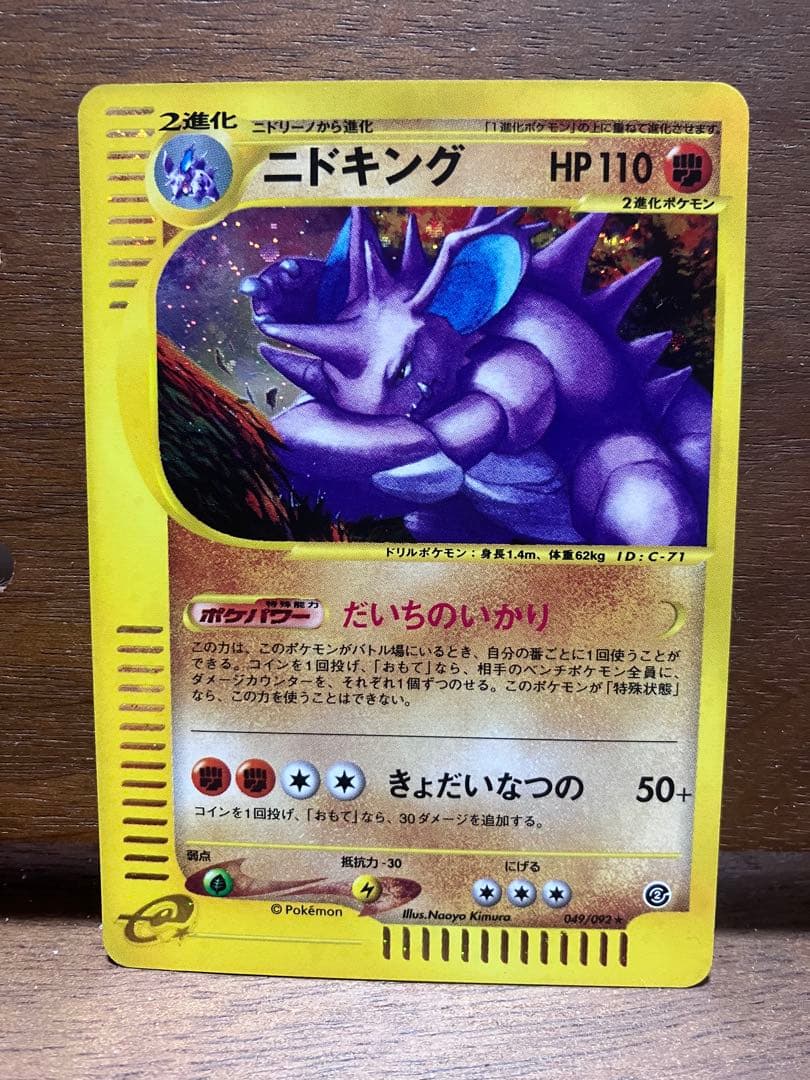 2進化 ニドリーノから進化 「1進化ポケモン」の上に重ねて進化させます。
ニドキング HP 110
2進化ポケモン
ドリルポケモン：身長1.4m、体重62kg ID：C-71
特殊能力
ポケパワー だいちのいかり
この力は、このポケモンがバトル場にいるとき、自分の番ごとに1回使うことが
できる。コインを1回投げ、「おもて」なら、相手のベンチポケモン全員に、
ダメージカウンターを、それぞれ1個ずつのせる。このポケモンが「特殊状態」
なら、この力を使うことはできない。
きょだいなつの 50+
コインを1回投げ、「おもて」なら、30ダメージを追加する。
弱点 抵抗力 -30 にげる
e 2
© Pokémon Illus.Naoyo Kimura 049/092★